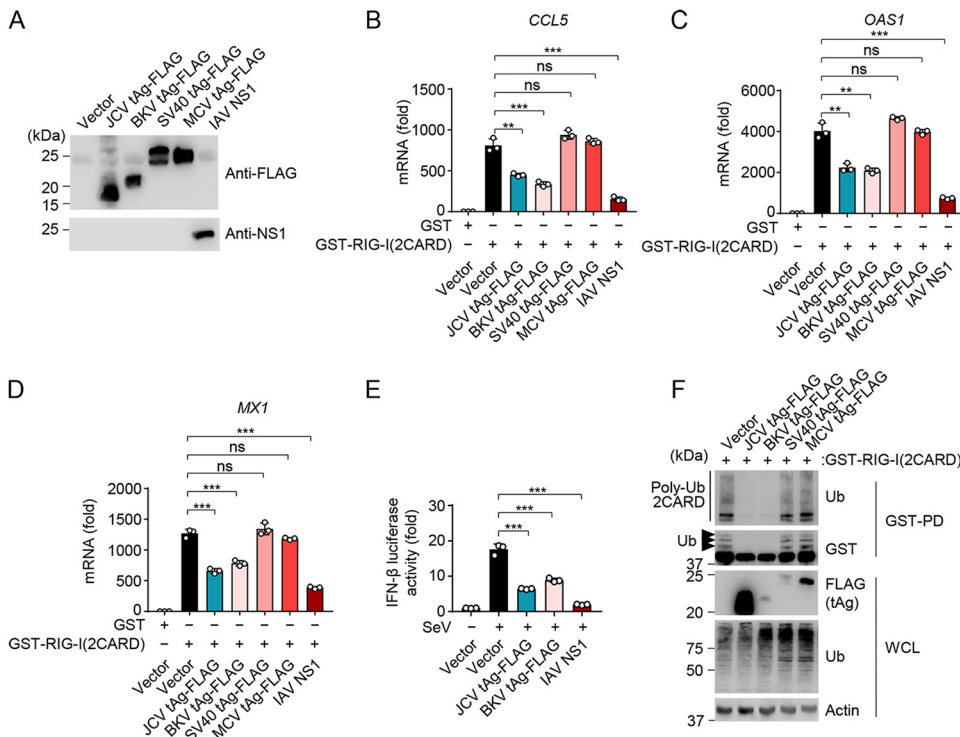 A
Vector
JCV tAg-FLAG
BKV tAg-FLAG
SV40 tAg-FLAG
MCV tAg-FLAG
IAV NS1
(kDa)
25
20
15
Anti-FLAG
25
Anti-NS1
B
CCL5
***
ns
ns
***
**
mRNA (fold)
1500
1000
500
0
GST + – – – – – –
GST-RIG-I(2CARD) – + + + + + +
Vector
Vector
JCV tAg-FLAG
BKV tAg-FLAG
SV40 tAg-FLAG
MCV tAg-FLAG
IAV NS1
C
OAS1
***
ns
ns
**
**
mRNA (fold)
6000
4000
2000
0
GST + – – – – – –
GST-RIG-I(2CARD) – + + + + + +
Vector
Vector
JCV tAg-FLAG
BKV tAg-FLAG
SV40 tAg-FLAG
MCV tAg-FLAG
IAV NS1
D
MX1
***
ns
ns
***
***
mRNA (fold)
2000
1500
1000
500
0
GST + – – – – – –
GST-RIG-I(2CARD) – + + + + + +
Vector
Vector
JCV tAg-FLAG
BKV tAg-FLAG
SV40 tAg-FLAG
MCV tAg-FLAG
IAV NS1
E
***
***
***
IFN-β luciferase
activity (fold)
30
20
10
0
SeV – + + + +
Vector
Vector
JCV tAg-FLAG
BKV tAg-FLAG
IAV NS1
F
Vector
JCV tAg-FLAG
BKV tAg-FLAG
SV40 tAg-FLAG
MCV tAg-FLAG
(kDa) + + + + + :GST-RIG-I(2CARD)
Poly-Ub
2CARD
Ub
GST-PD
Ub
GST
37
25
20
FLAG
(tAg)
75
50
Ub
WCL
37
Actin